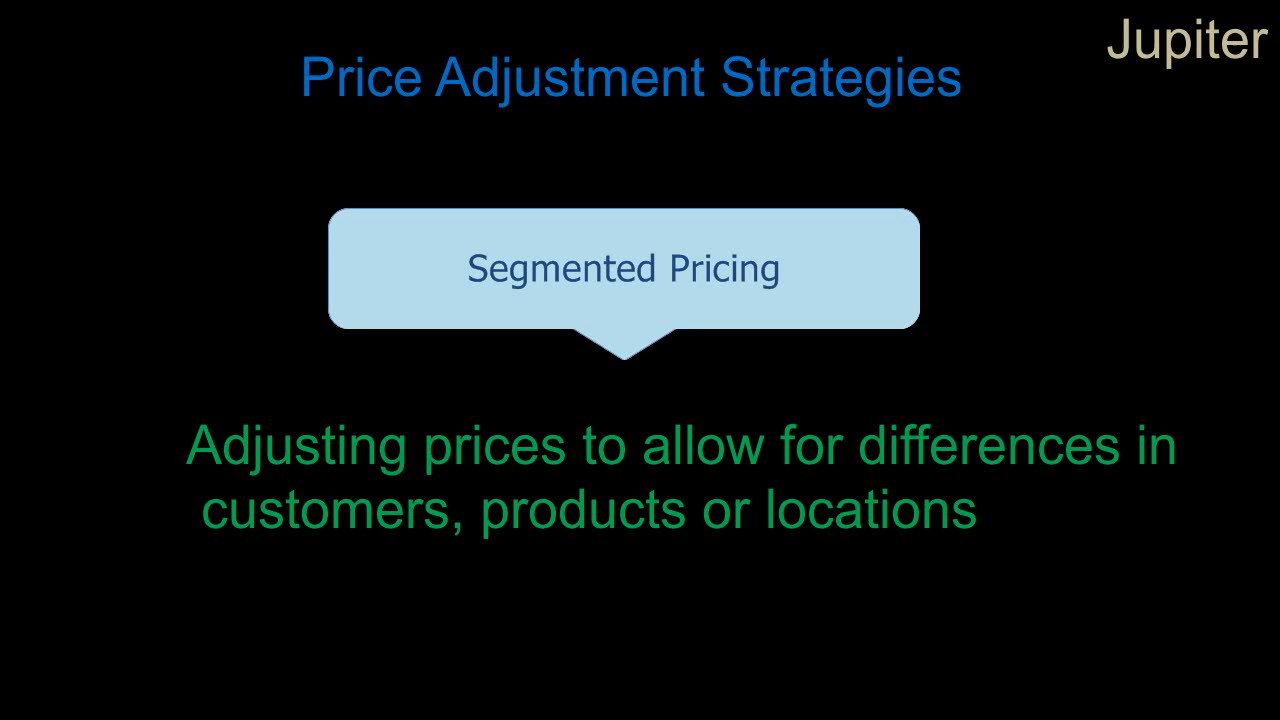 Jupiter
Price Adjustment Strategies
Segmented Pricing
Adjusting prices to allow for differences in
customers, products or locations